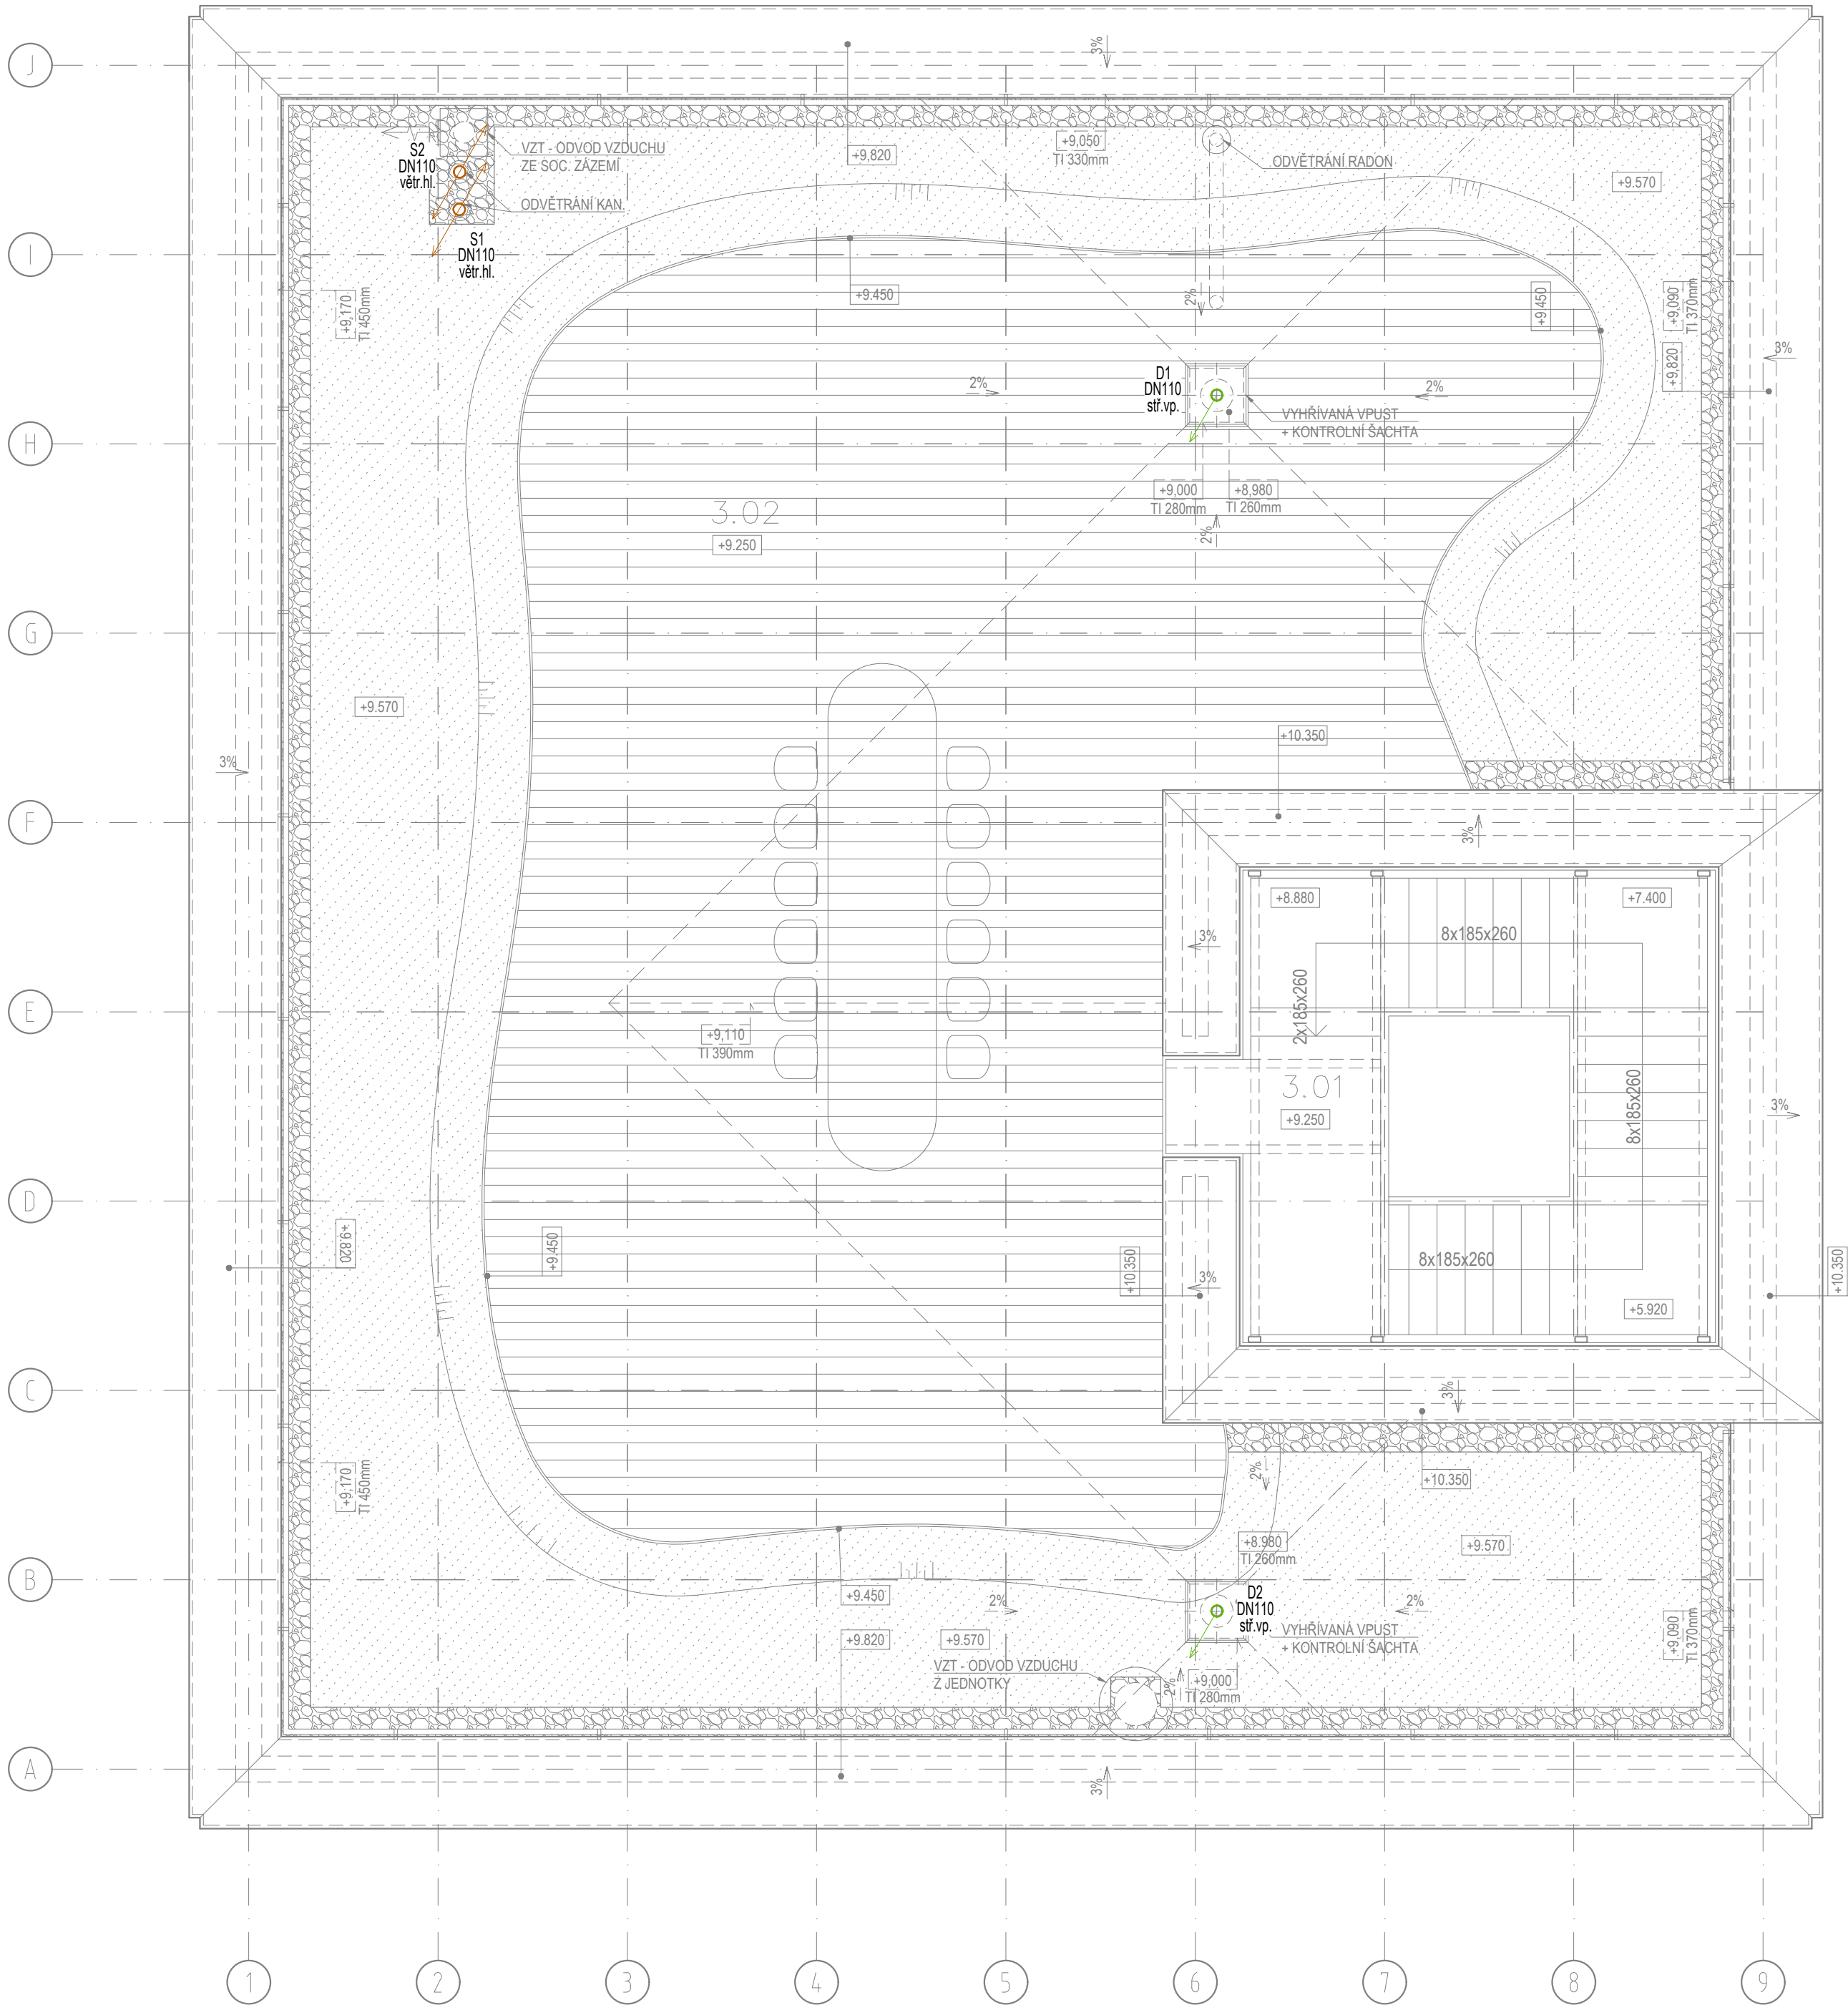 J
3%
S2
DN110
větr.hl.
VZT - ODVOD VZDUCHU
ZE SOC. ZÁZEMÍ
+9,820
+9,050
TI 330mm
ODVĚTRÁNÍ RADON
+9.570
ODVĚTRÁNÍ KAN.
S1
DN110
větr.hl.
I
+9,170
TI 450mm
+9.450
2%
+9.450
+9,090
TI 370mm
+9.820
3%
D1
DN110
stř.vp.
2%
2%
VYHŘÍVANÁ VPUST
+ KONTROLNÍ ŠACHTA
H
+9,000
TI 280mm
+8,980
TI 260mm
2%
3.02
+9.250
G
+9.570
+10.350
3%
F
3%
+8.880
+7.400
8x185x260
3%
2x185x260
E
+9,110
TI 390mm
3.01
+9.250
8x185x260
3%
D
+9.820
+9.450
+10.350
3%
8x185x260
+10.350
+5.920
C
3%
+9,170
TI 450mm
2%
+10.350
+8.980
TI 260mm
+9.570
B
+9.450
2%
D2
DN110
stř.vp.
2%
+9.820
+9.570
VYHŘÍVANÁ VPUST
+ KONTROLNÍ ŠACHTA
+9,090
TI 370mm
VZT - ODVOD VZDUCHU
Z JEDNOTKY
2%
+9,000
TI 280mm
A
3%
1
2
3
4
5
6
7
8
9